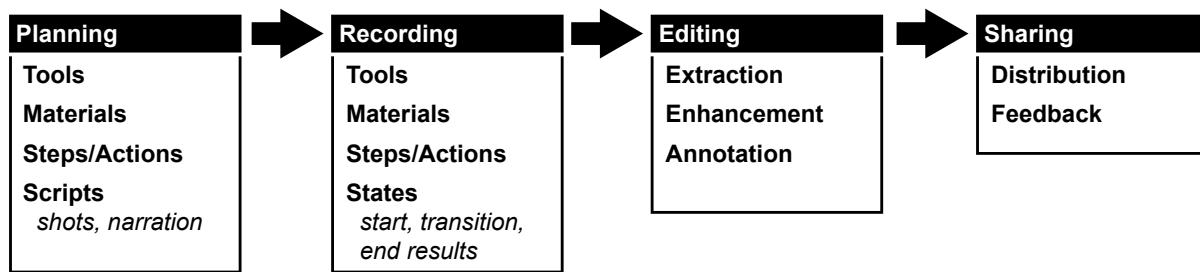 Planning
Tools
Materials
Steps/Actions
Scripts
shots, narration
Recording
Tools
Materials
Steps/Actions
States
start, transition,
end results
Editing
Extraction
Enhancement
Annotation
Sharing
Distribution
Feedback